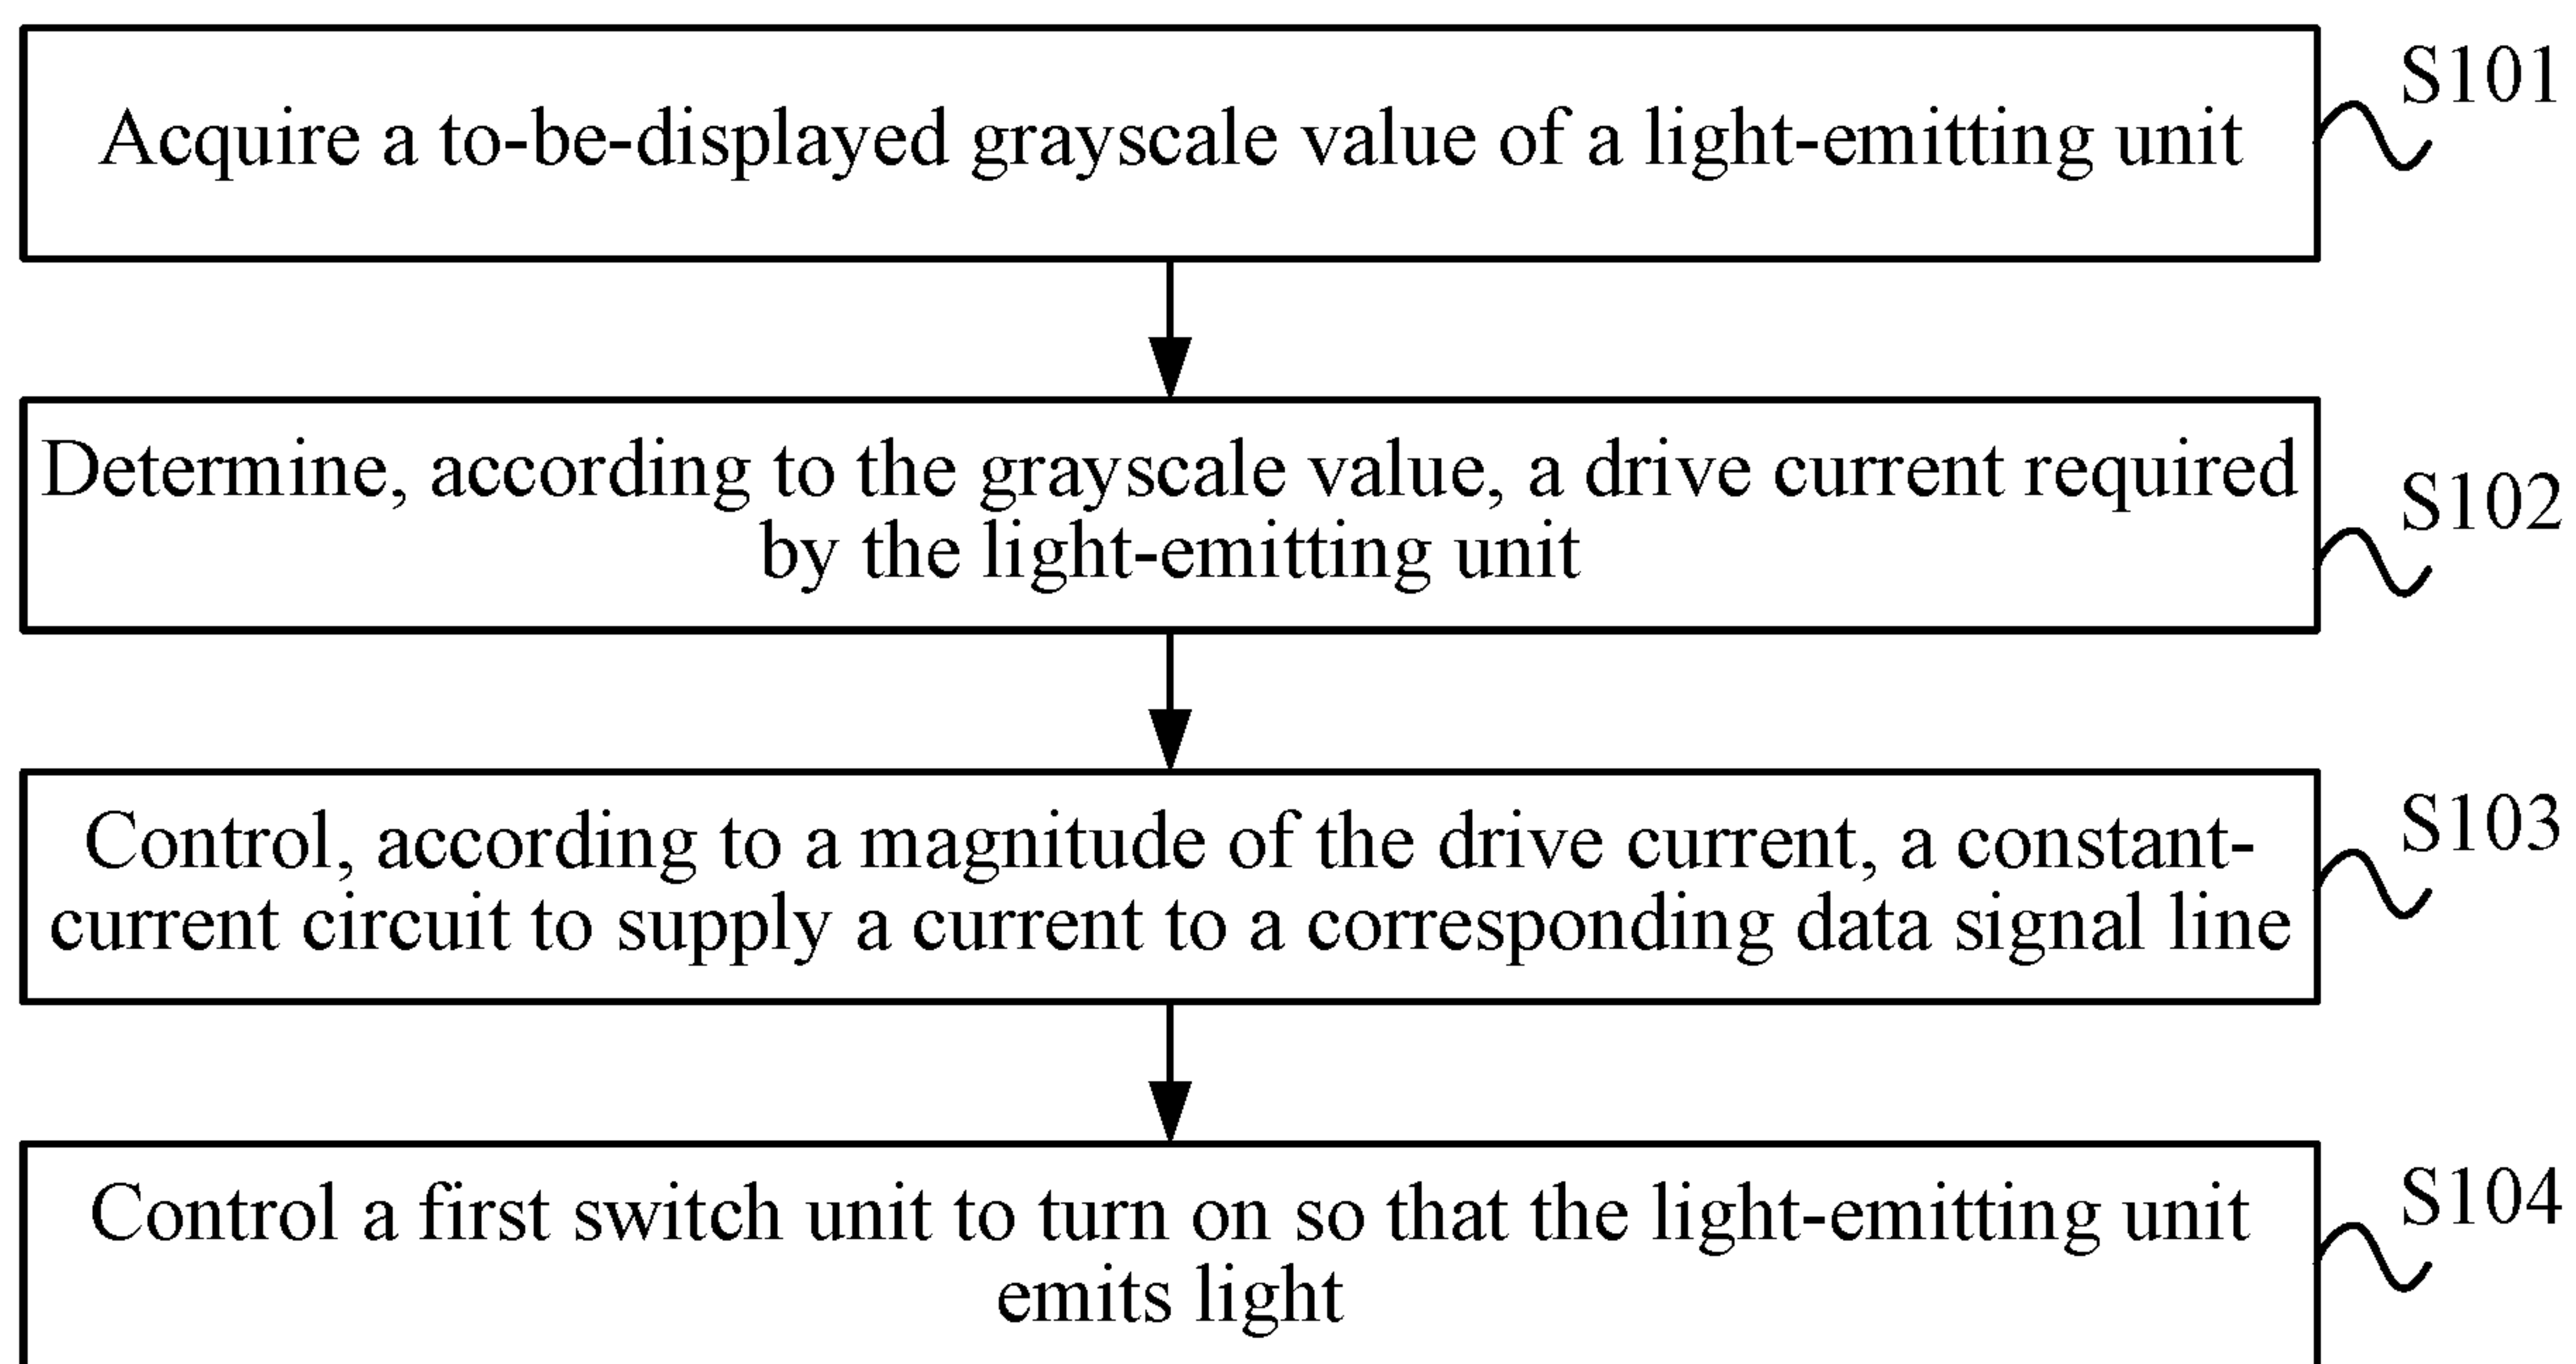 Acquire a to-be-displayed grayscale value of a light-emitting unit
S101
Determine, according to the grayscale value, a drive current required
by the light-emitting unit
S102
Control, according to a magnitude of the drive current, a constant-
current circuit to supply a current to a corresponding data signal line
S103
Control a first switch unit to turn on so that the light-emitting unit
emits light
S104